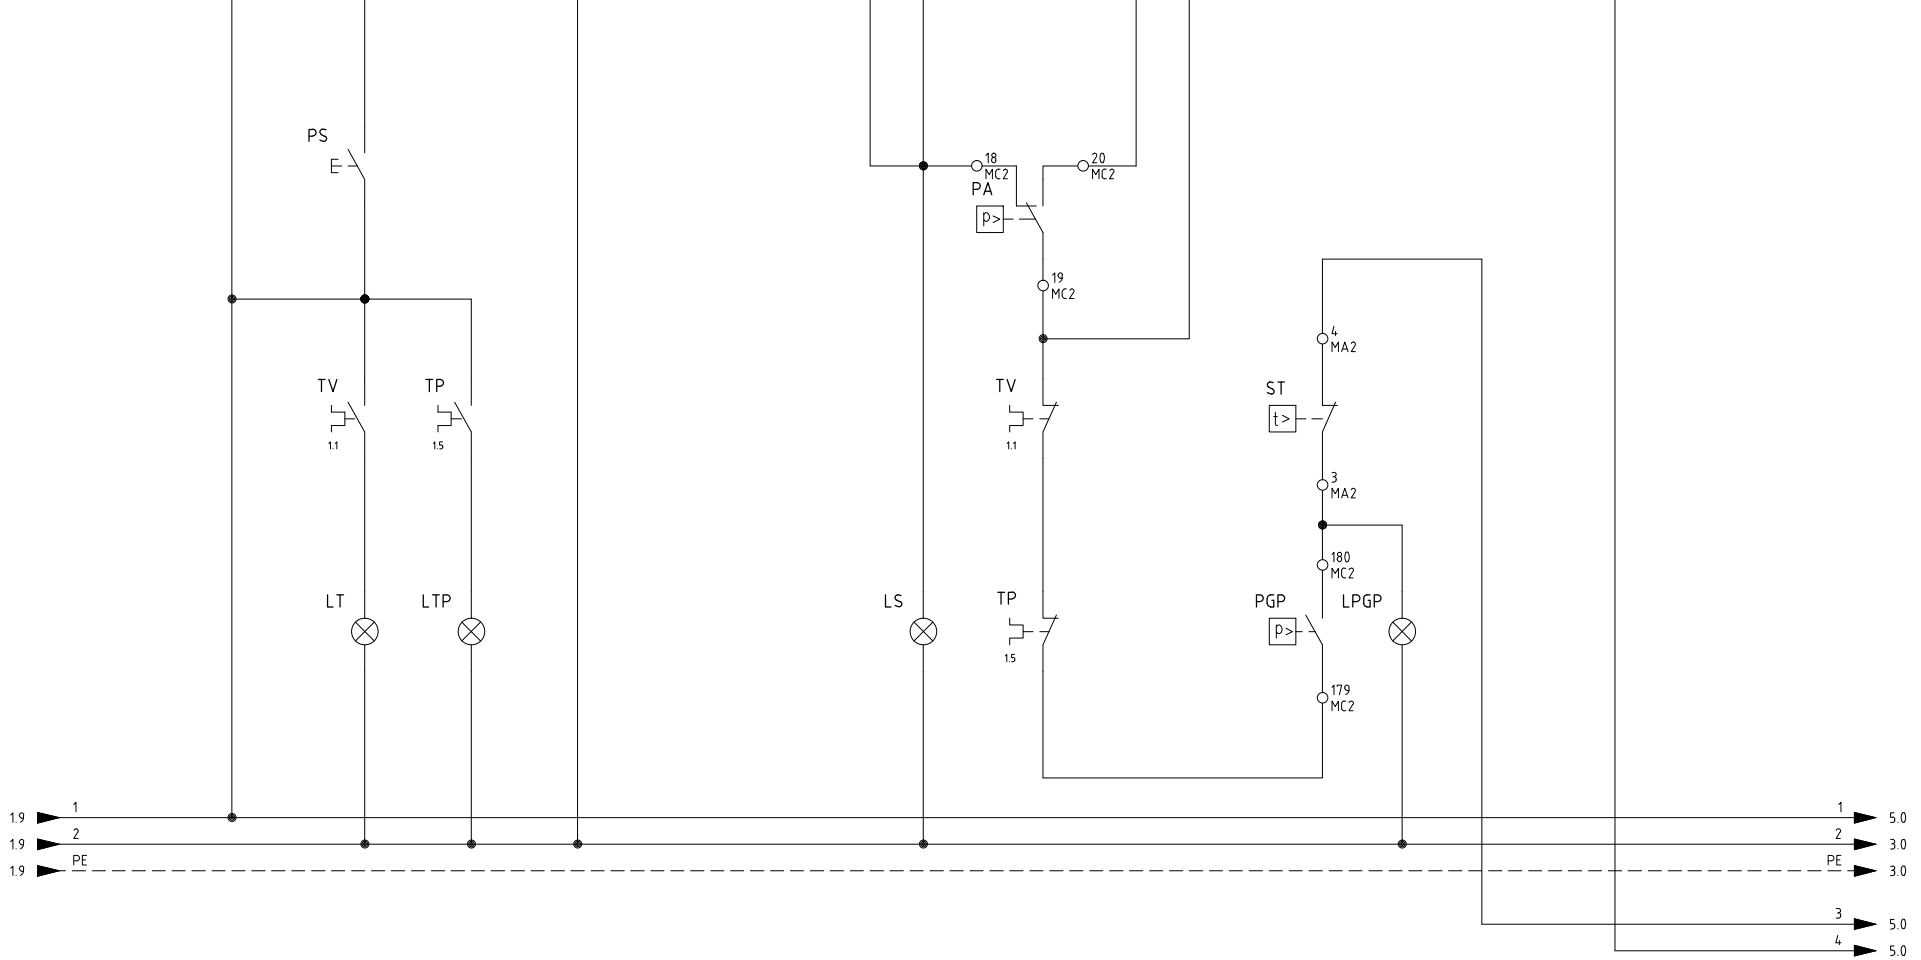 PS
18
MC2
20
MC2
PA
p>
19
MC2
4
MA2
TV
TP
TV
ST
t>
1.1
1.5
1.1
3
MA2
180
MC2
LT
LTP
LS
TP
PGP
LPGP
p>
1.5
179
MC2
1.9
1
1
5.0
1.9
2
2
3.0
1.9
PE
PE
3.0
3
5.0
4
5.0